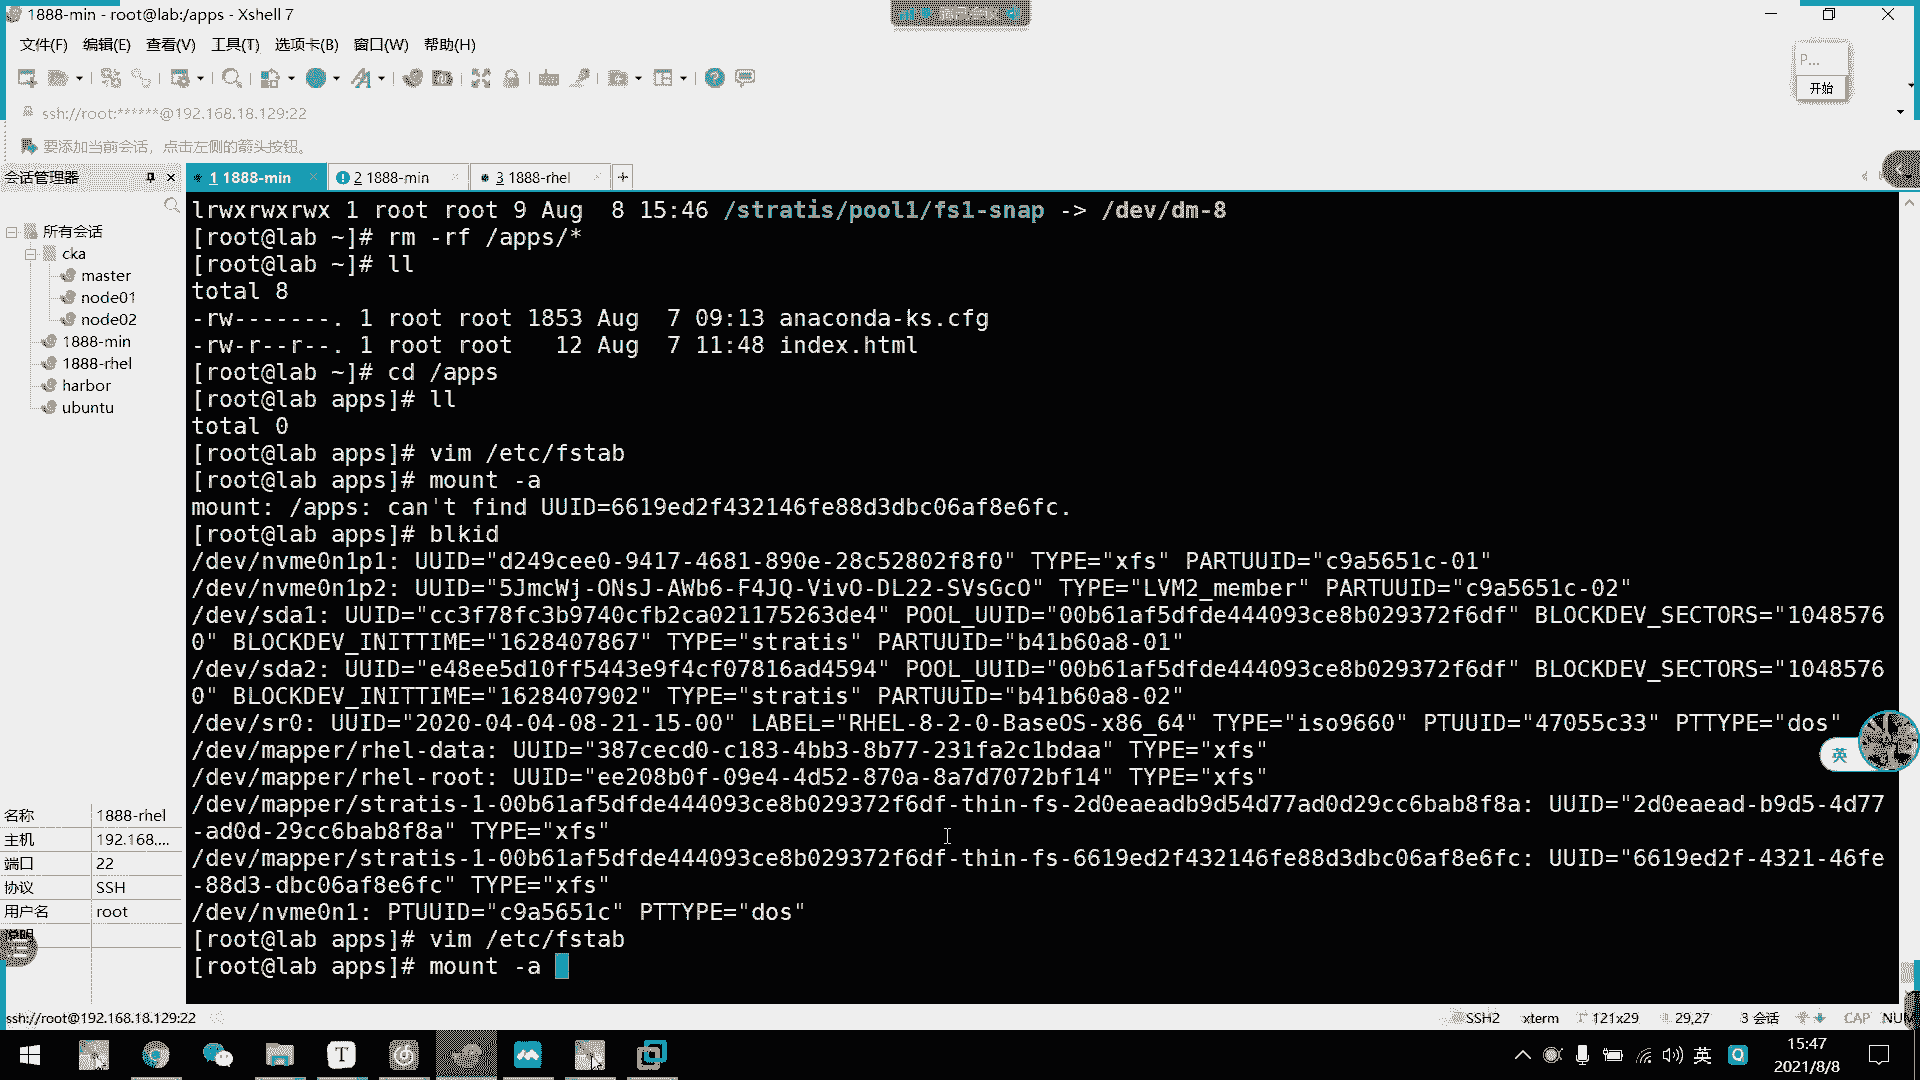 1888-min - root@lab:/apps - Xshell 7
文件(F) 编辑(E) 查看(V) 工具(T) 选项卡(B) 窗口(W) 帮助(H)
P...
开始
ssh://root:******@192.168.18.129:22
要添加当前会话，点击左侧的箭头按钮。
会话管理器
1 1888-min
2 1888-min
3 1888-rhel
所有会话
cka
master
node01
node02
1888-min
1888-rhel
harbor
ubuntu
lrwxrwxrwx 1 root root 9 Aug  8 15:46 /stratis/pool1/fs1-snap -> /dev/dm-8
[root@lab ~]# rm -rf /apps/*
[root@lab ~]# ll
total 8
-rw-------. 1 root root 1853 Aug  7 09:13 anaconda-ks.cfg
-rw-r--r--. 1 root root   12 Aug  7 11:48 index.html
[root@lab ~]# cd /apps
[root@lab apps]# ll
total 0
[root@lab apps]# vim /etc/fstab
[root@lab apps]# mount -a
mount: /apps: can't find UUID=6619ed2f432146fe88d3dbc06af8e6fc.
[root@lab apps]# blkid
/dev/nvme0n1p1: UUID="d249cee0-9417-4681-890e-28c52802f8f0" TYPE="xfs" PARTUUID="c9a5651c-01"
/dev/nvme0n1p2: UUID="5JmcWj-ONsJ-AWb6-F4JQ-VivO-DL22-SVsGcO" TYPE="LVM2_member" PARTUUID="c9a5651c-02"
/dev/sda1: UUID="cc3f78fc3b9740cfb2ca021175263de4" POOL_UUID="00b61af5dfde444093ce8b029372f6df" BLOCKDEV_SECTORS="1048576
0" BLOCKDEV_INITTIME="1628407867" TYPE="stratis" PARTUUID="b41b60a8-01"
/dev/sda2: UUID="e48ee5d10ff5443e9f4cf07816ad4594" POOL_UUID="00b61af5dfde444093ce8b029372f6df" BLOCKDEV_SECTORS="1048576
0" BLOCKDEV_INITTIME="1628407902" TYPE="stratis" PARTUUID="b41b60a8-02"
/dev/sr0: UUID="2020-04-04-08-21-15-00" LABEL="RHEL-8-2-0-BaseOS-x86_64" TYPE="iso9660" PTUUID="47055c33" PTTYPE="dos"
/dev/mapper/rhel-data: UUID="387cecd0-c183-4bb3-8b77-231fa2c1bdaa" TYPE="xfs"
/dev/mapper/rhel-root: UUID="ee208b0f-09e4-4d52-870a-8a7d7072bf14" TYPE="xfs"
/dev/mapper/stratis-1-00b61af5dfde444093ce8b029372f6df-thin-fs-2d0eaeadb9d54d77ad0d29cc6bab8f8a: UUID="2d0eaead-b9d5-4d77
-ad0d-29cc6bab8f8a" TYPE="xfs"
/dev/mapper/stratis-1-00b61af5dfde444093ce8b029372f6df-thin-fs-6619ed2f432146fe88d3dbc06af8e6fc: UUID="6619ed2f-4321-46fe
-88d3-dbc06af8e6fc" TYPE="xfs"
/dev/nvme0n1: PTUUID="c9a5651c" PTTYPE="dos"
[root@lab apps]# vim /etc/fstab
[root@lab apps]# mount -a
英
名称 1888-rhel
主机 192.168....
端口 22
协议 SSH
用户名 root
说明
ssh://root@192.168.18.129:22
SSH2 xterm 121x29 29,27 3 会话 CAP NUM
英
15:47
2021/8/8